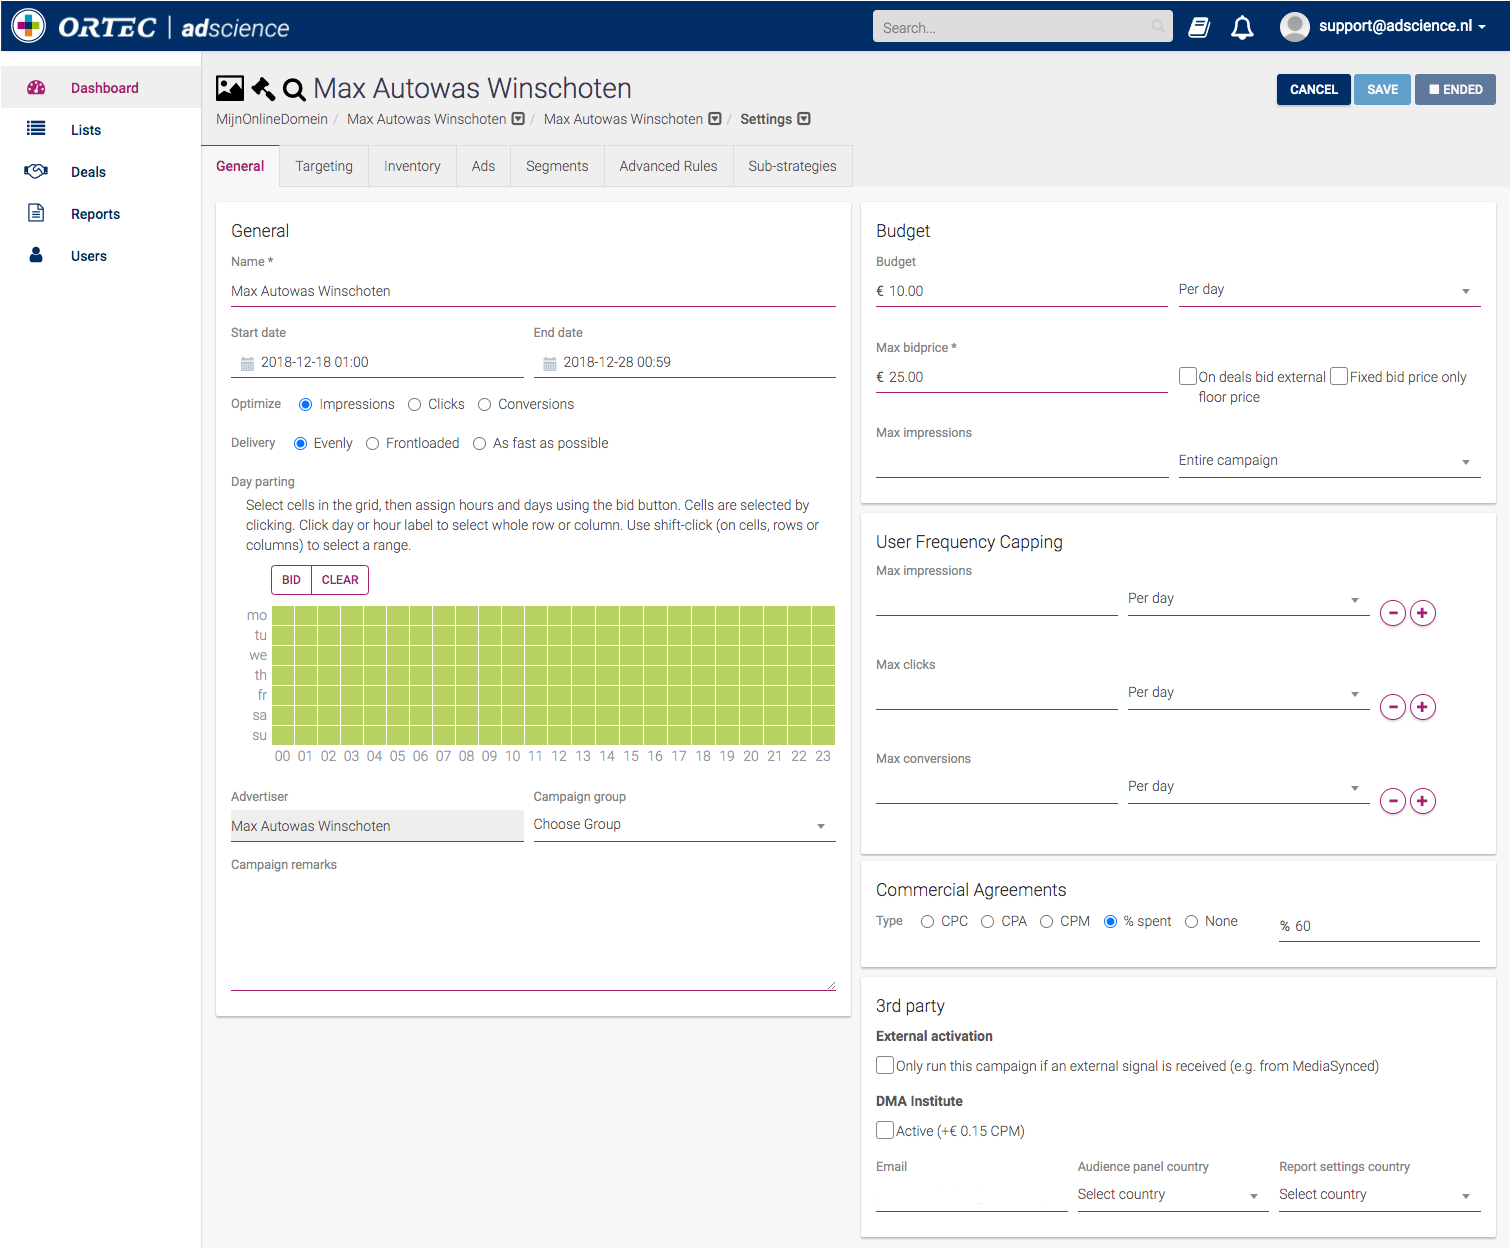 ORTEC | adscience
Search...
support@adscience.nl
Dashboard
Lists
Deals
Reports
Users
Max Autowas Winschoten
CANCEL
SAVE
ENDED
MijnOnlineDomein / Max Autowas Winschoten / Max Autowas Winschoten / Settings
General
Targeting
Inventory
Ads
Segments
Advanced Rules
Sub-strategies
General
Name *
Max Autowas Winschoten
Start date
End date
2018-12-18 01:00
2018-12-28 00:59
Optimize Impressions Clicks Conversions
Delivery Evenly Frontloaded As fast as possible
Day parting
Select cells in the grid, then assign hours and days using the bid button. Cells are selected by
clicking. Click day or hour label to select whole row or column. Use shift-click (on cells, rows or
columns) to select a range.
BID
CLEAR
mo
tu
we
th
fr
sa
su
00 01 02 03 04 05 06 07 08 09 10 11 12 13 14 15 16 17 18 19 20 21 22 23
Advertiser
Campaign group
Max Autowas Winschoten
Choose Group
Campaign remarks
Budget
Budget
€ 10.00
Per day
Max bidprice *
€ 25.00
On deals bid external
floor price
Fixed bid price only
Max impressions
Entire campaign
User Frequency Capping
Max impressions
Per day
Max clicks
Per day
Max conversions
Per day
Commercial Agreements
Type CPC CPA CPM % spent None
% 60
3rd party
External activation
Only run this campaign if an external signal is received (e.g. from MediaSynced)
DMA Institute
Active (+€ 0.15 CPM)
Email
Audience panel country
Report settings country
Select country
Select country